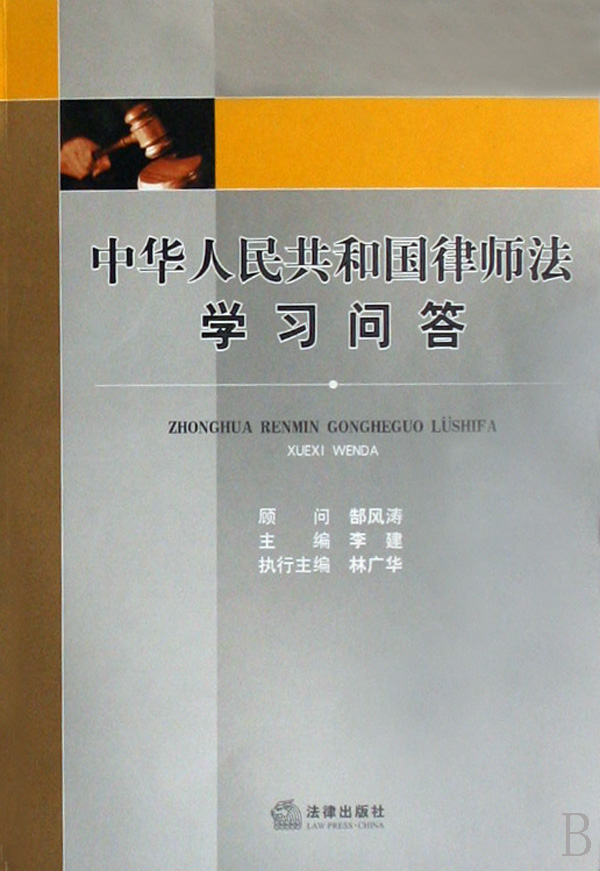 中华人民共和国律师法
学习问答
ZHONGHUA RENMIN GONGHEGUO LÜSHIFA
XUEXI WENDA
顾问 郜风涛
主编 李建
执行主编 林广华
法律出版社
LAW PRESS·CHINA
B